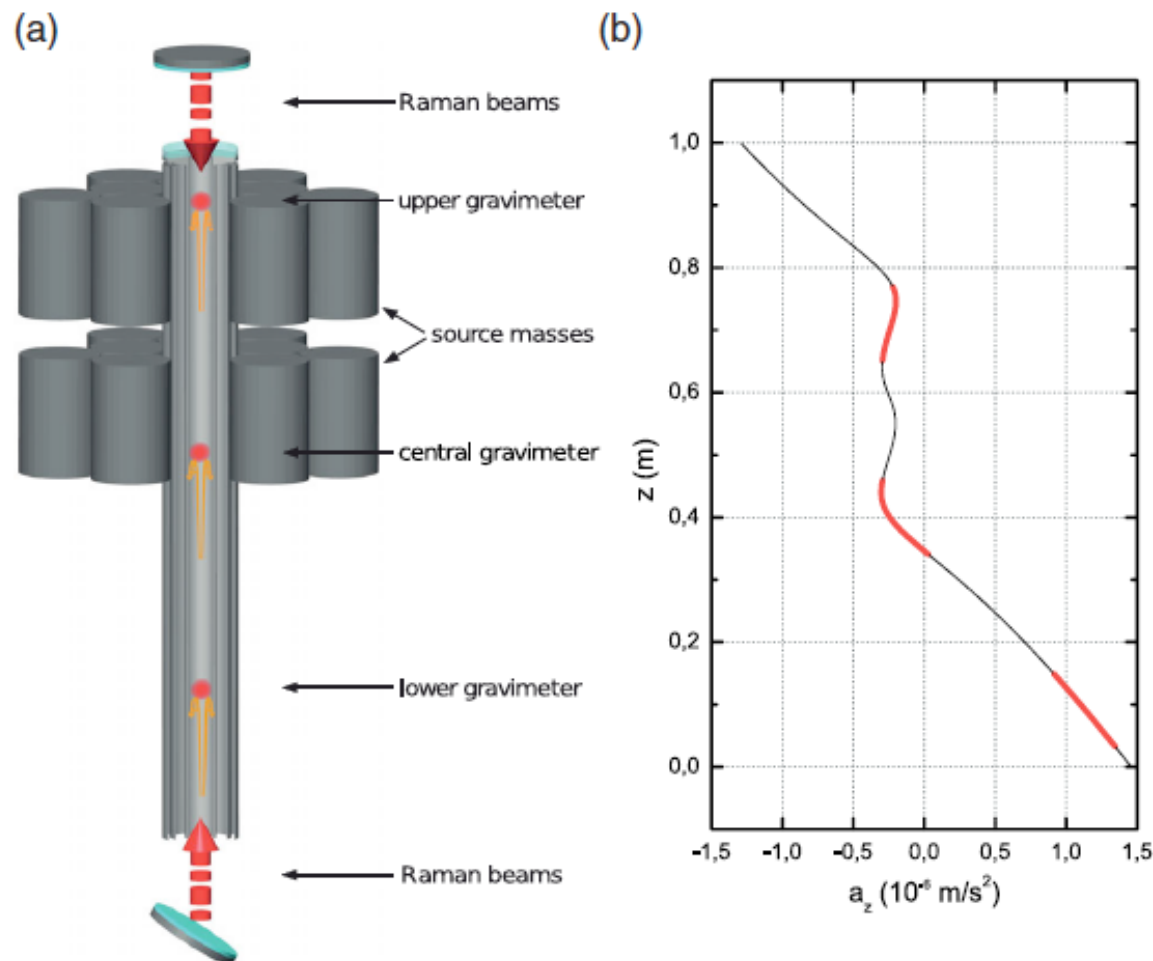 (a)
Raman beams
upper gravimeter
source masses
central gravimeter
lower gravimeter
Raman beams
(b)
1,0
0,8
0,6
0,4
0,2
0,0
z (m)
-1,5 -1,0 -0,5 0,0 0,5 1,0 1,5
a_z (10⁻⁶ m/s²)